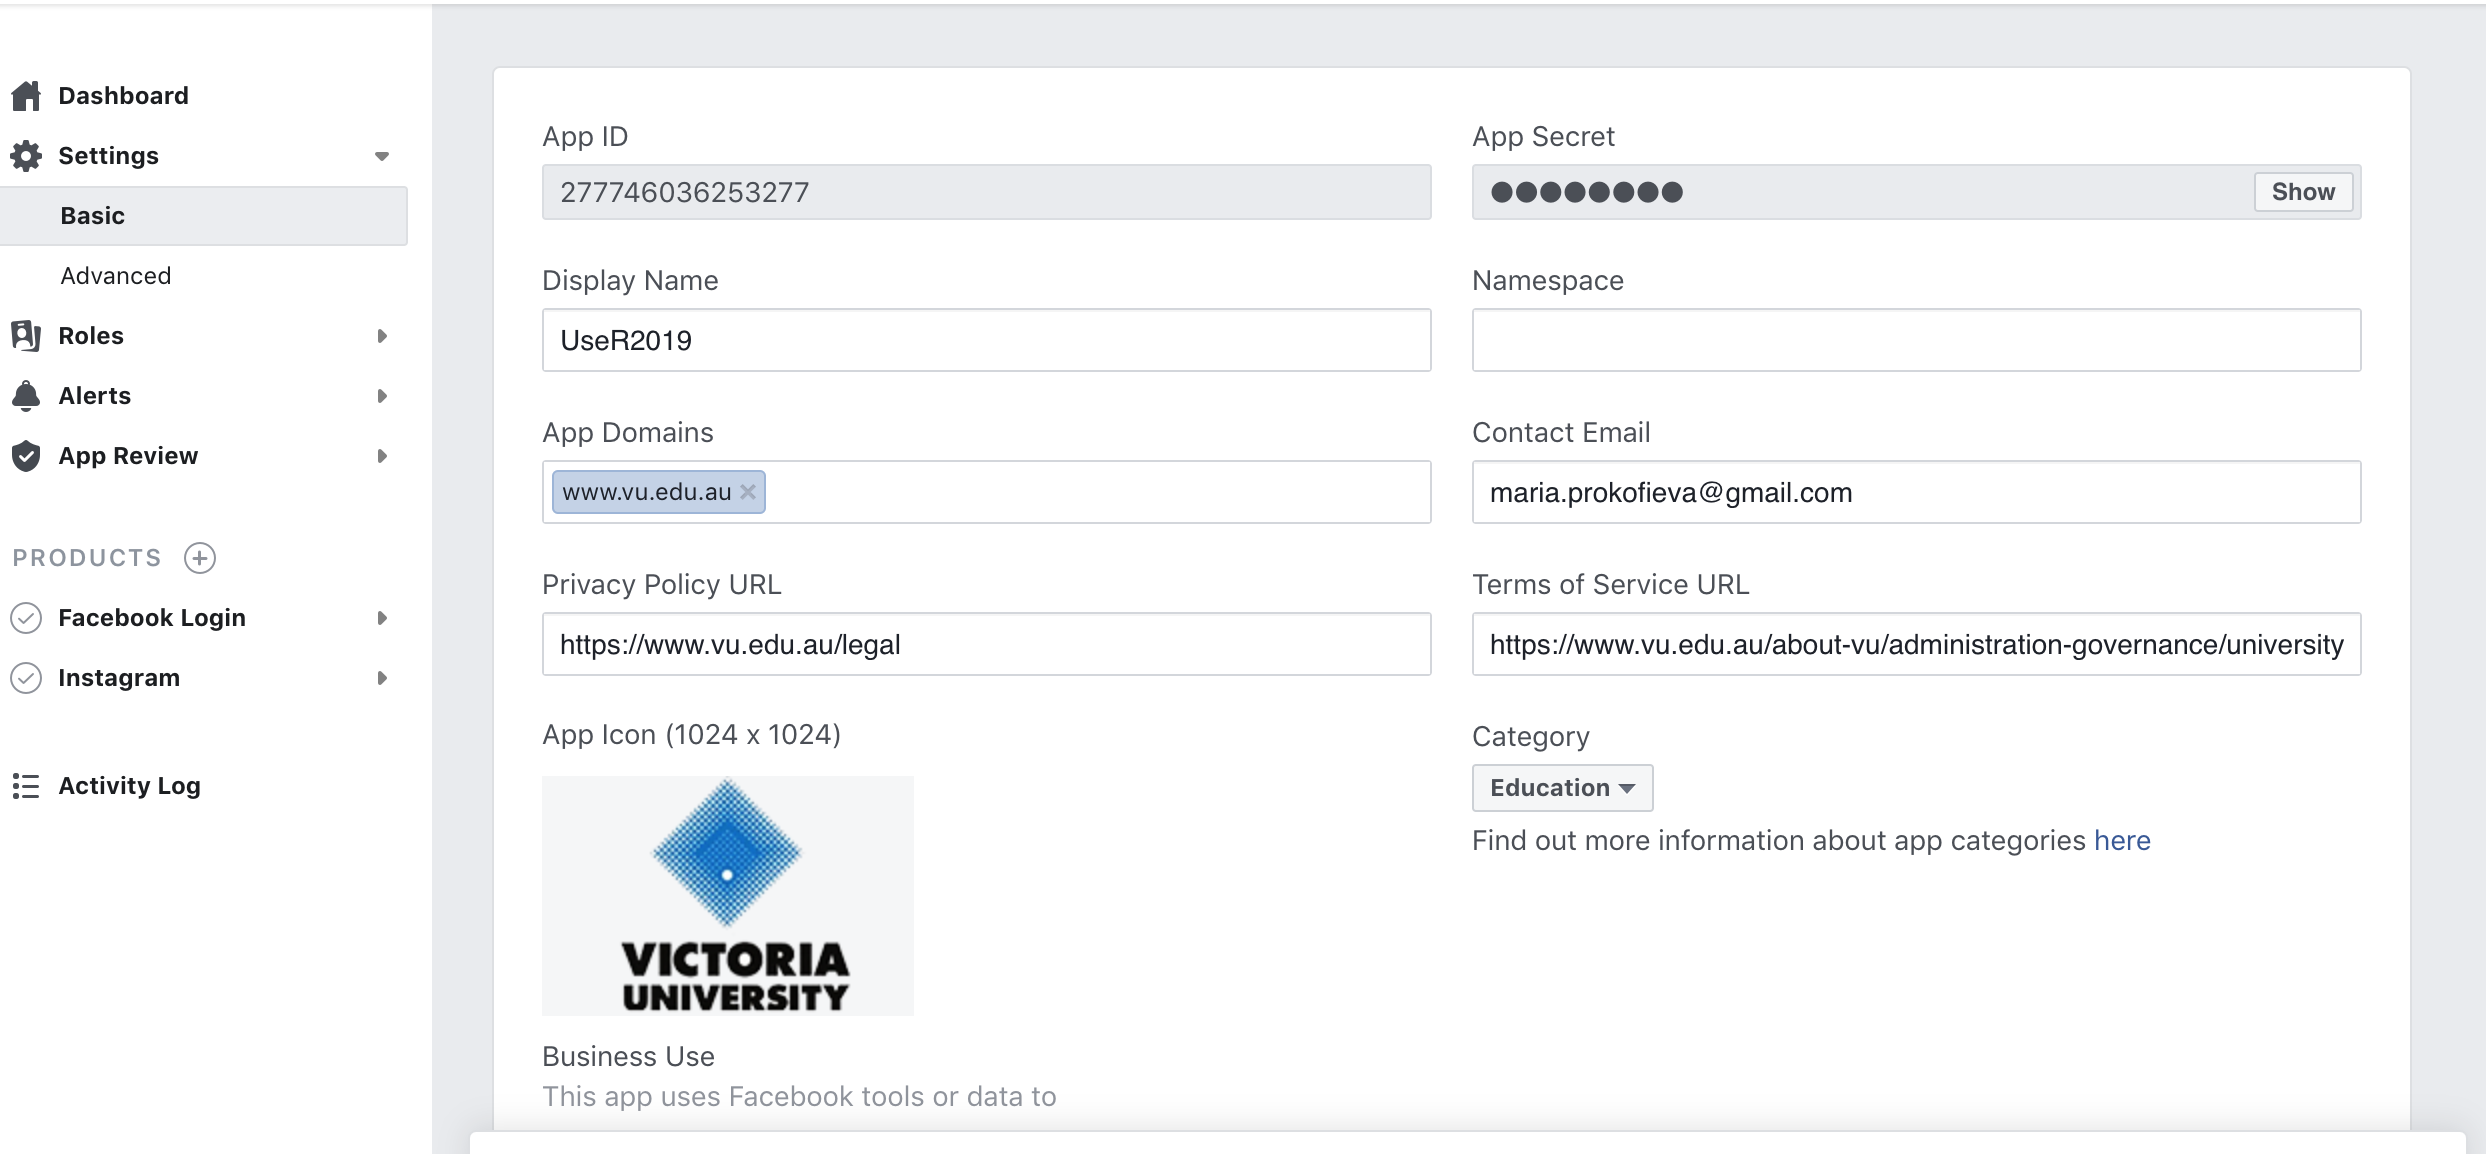 Dashboard
Settings
Basic
Advanced
Roles
Alerts
App Review
PRODUCTS
Facebook Login
Instagram
Activity Log
App ID
277746036253277
App Secret
●●●●●●●●
Show
Display Name
UseR2019
Namespace
App Domains
www.vu.edu.au
Contact Email
maria.prokofieva@gmail.com
Privacy Policy URL
https://www.vu.edu.au/legal
Terms of Service URL
https://www.vu.edu.au/about-vu/administration-governance/university
App Icon (1024 x 1024)
VICTORIA
UNIVERSITY
Category
Education
Find out more information about app categories here
Business Use
This app uses Facebook tools or data to